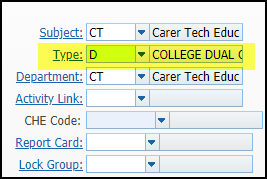 Subject: CT Carer Tech Educ
Type: D COLLEGE DUAL
Department: CT Carer Tech Educ
Activity Link:
CHE Code:
Report Card:
Lock Group: